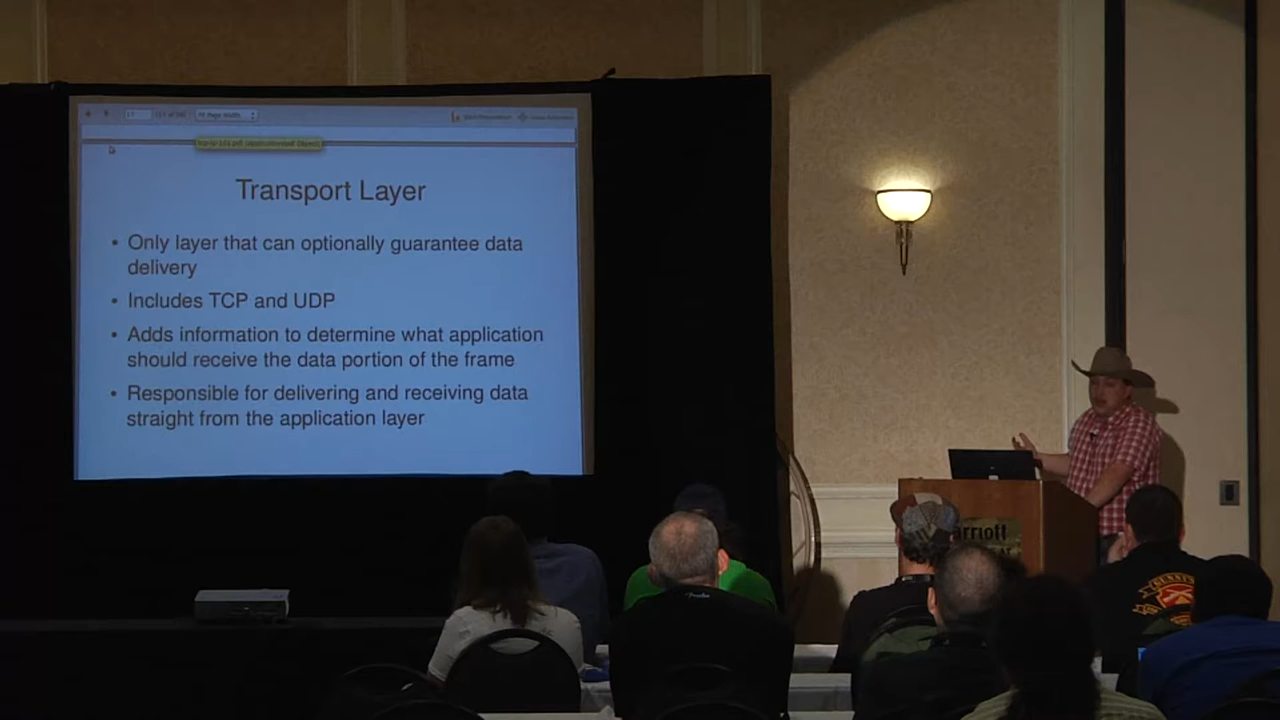 Transport Layer
• Only layer that can optionally guarantee data
delivery
• Includes TCP and UDP
• Adds information to determine what application
should receive the data portion of the frame
• Responsible for delivering and receiving data
straight from the application layer
arriott
Fender